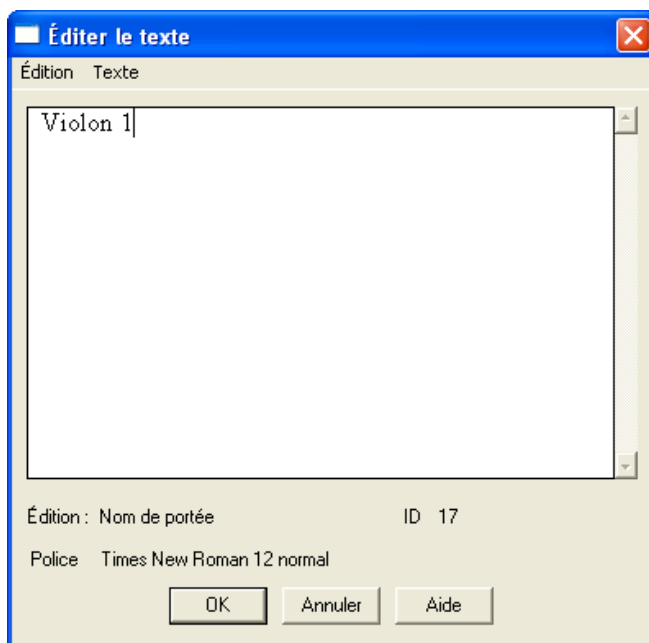 Éditer le texte
Édition Texte
Violon 1
Édition : Nom de portée ID 17
Police Times New Roman 12 normal
OK Annuler Aide